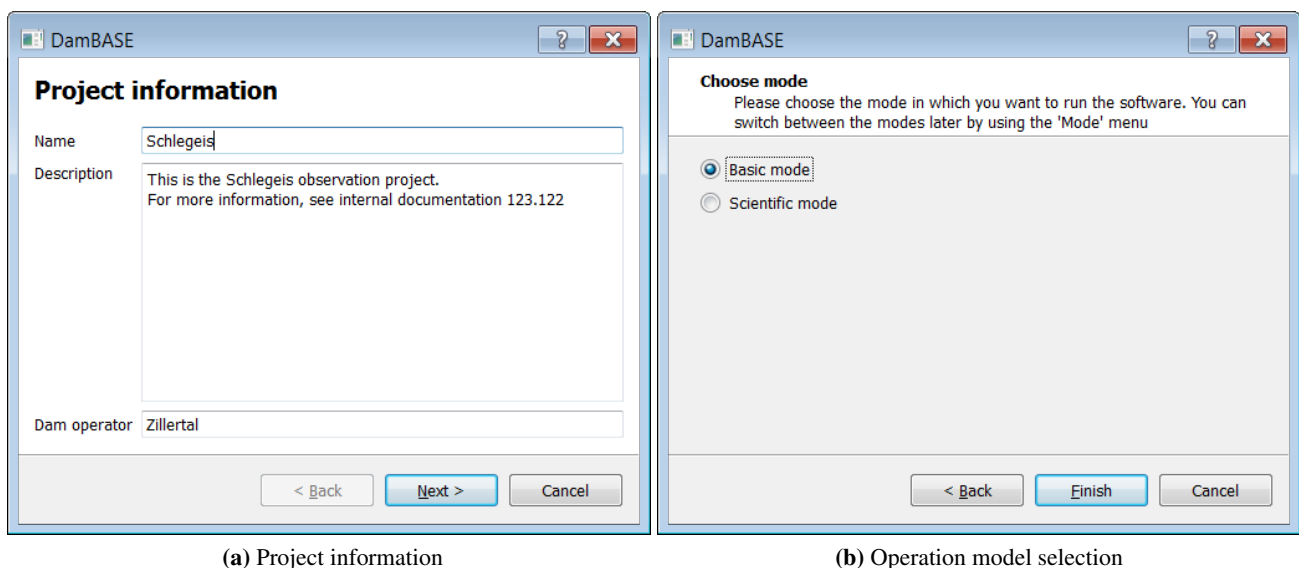 DamBASE
Project information
Name
Schlegeis
Description
This is the Schlegeis observation project.
For more information, see internal documentation 123.122
Dam operator
Zillertal
< Back
Next >
Cancel
(a) Project information
DamBASE
Choose mode
Please choose the mode in which you want to run the software. You can
switch between the modes later by using the 'Mode' menu
Basic mode
Scientific mode
< Back
Finish
Cancel
(b) Operation model selection